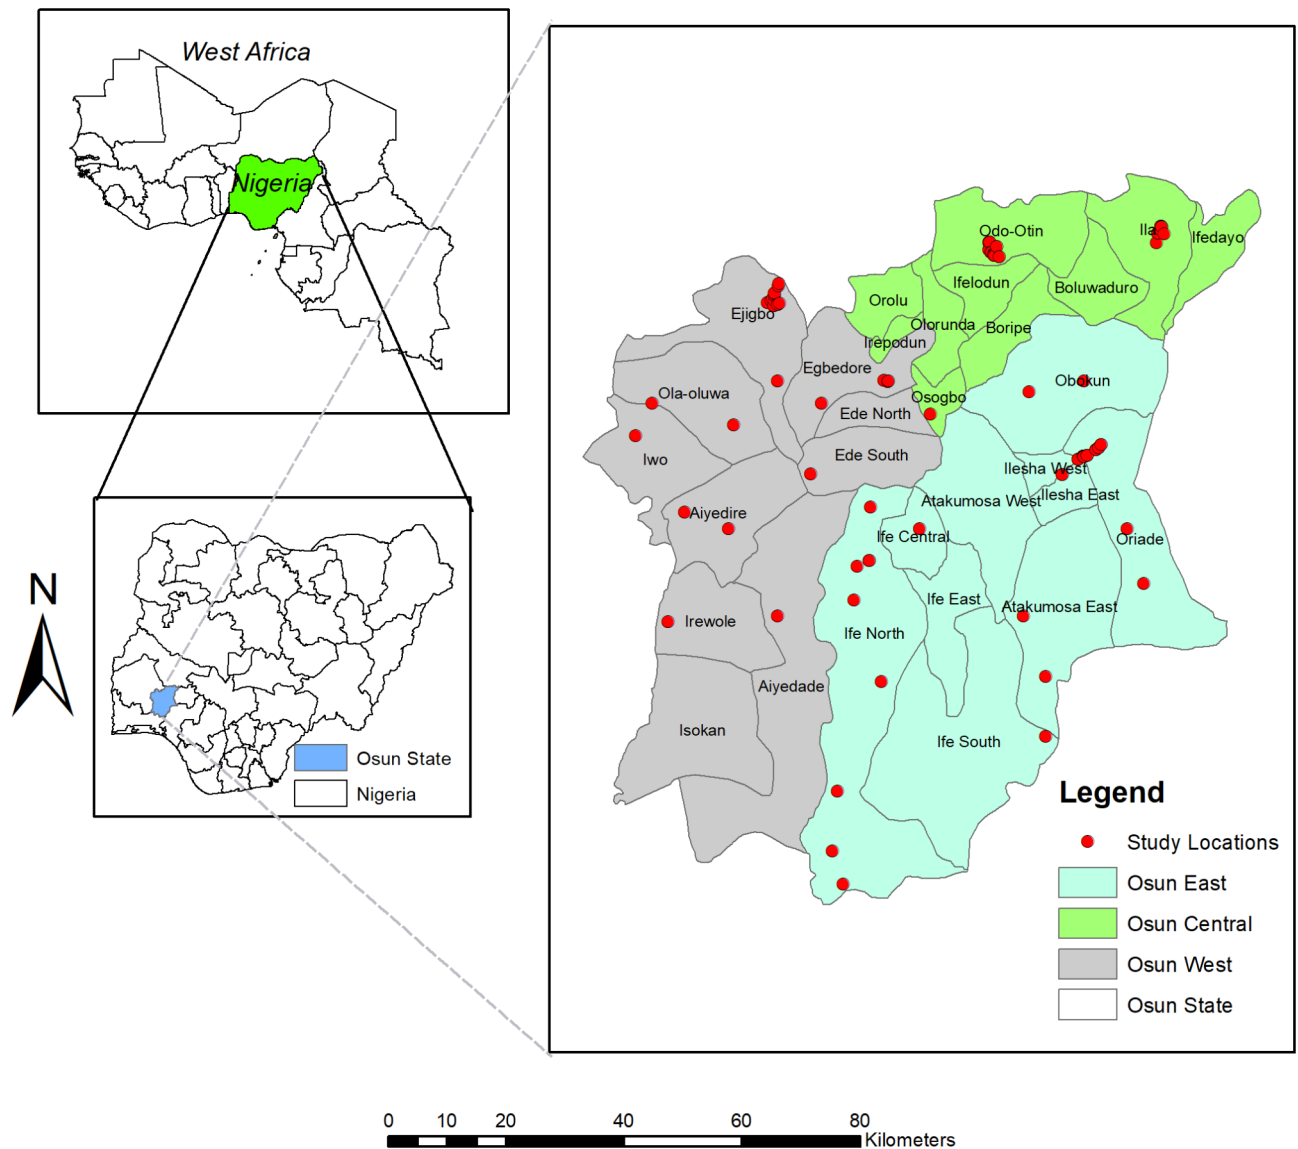 West Africa
Nigeria
N
Osun State
Nigeria
Odo-Otin
Ila
Ifedayo
Ifelodun
Boluwaduro
Orolu
Olorunda
Boripe
Irepodun
Ejigbo
Egbedore
Obokun
Ola-oluwa
Osogbo
Ede North
Iwo
Ede South
Ilesha West
Ilesha East
Atakumosa West
Aiyedire
Ife Central
Oriade
Ife East
Atakumosa East
Irewole
Ife North
Aiyedade
Isokan
Ife South
Legend
Study Locations
Osun East
Osun Central
Osun West
Osun State
0 10 20 40 60 80
Kilometers